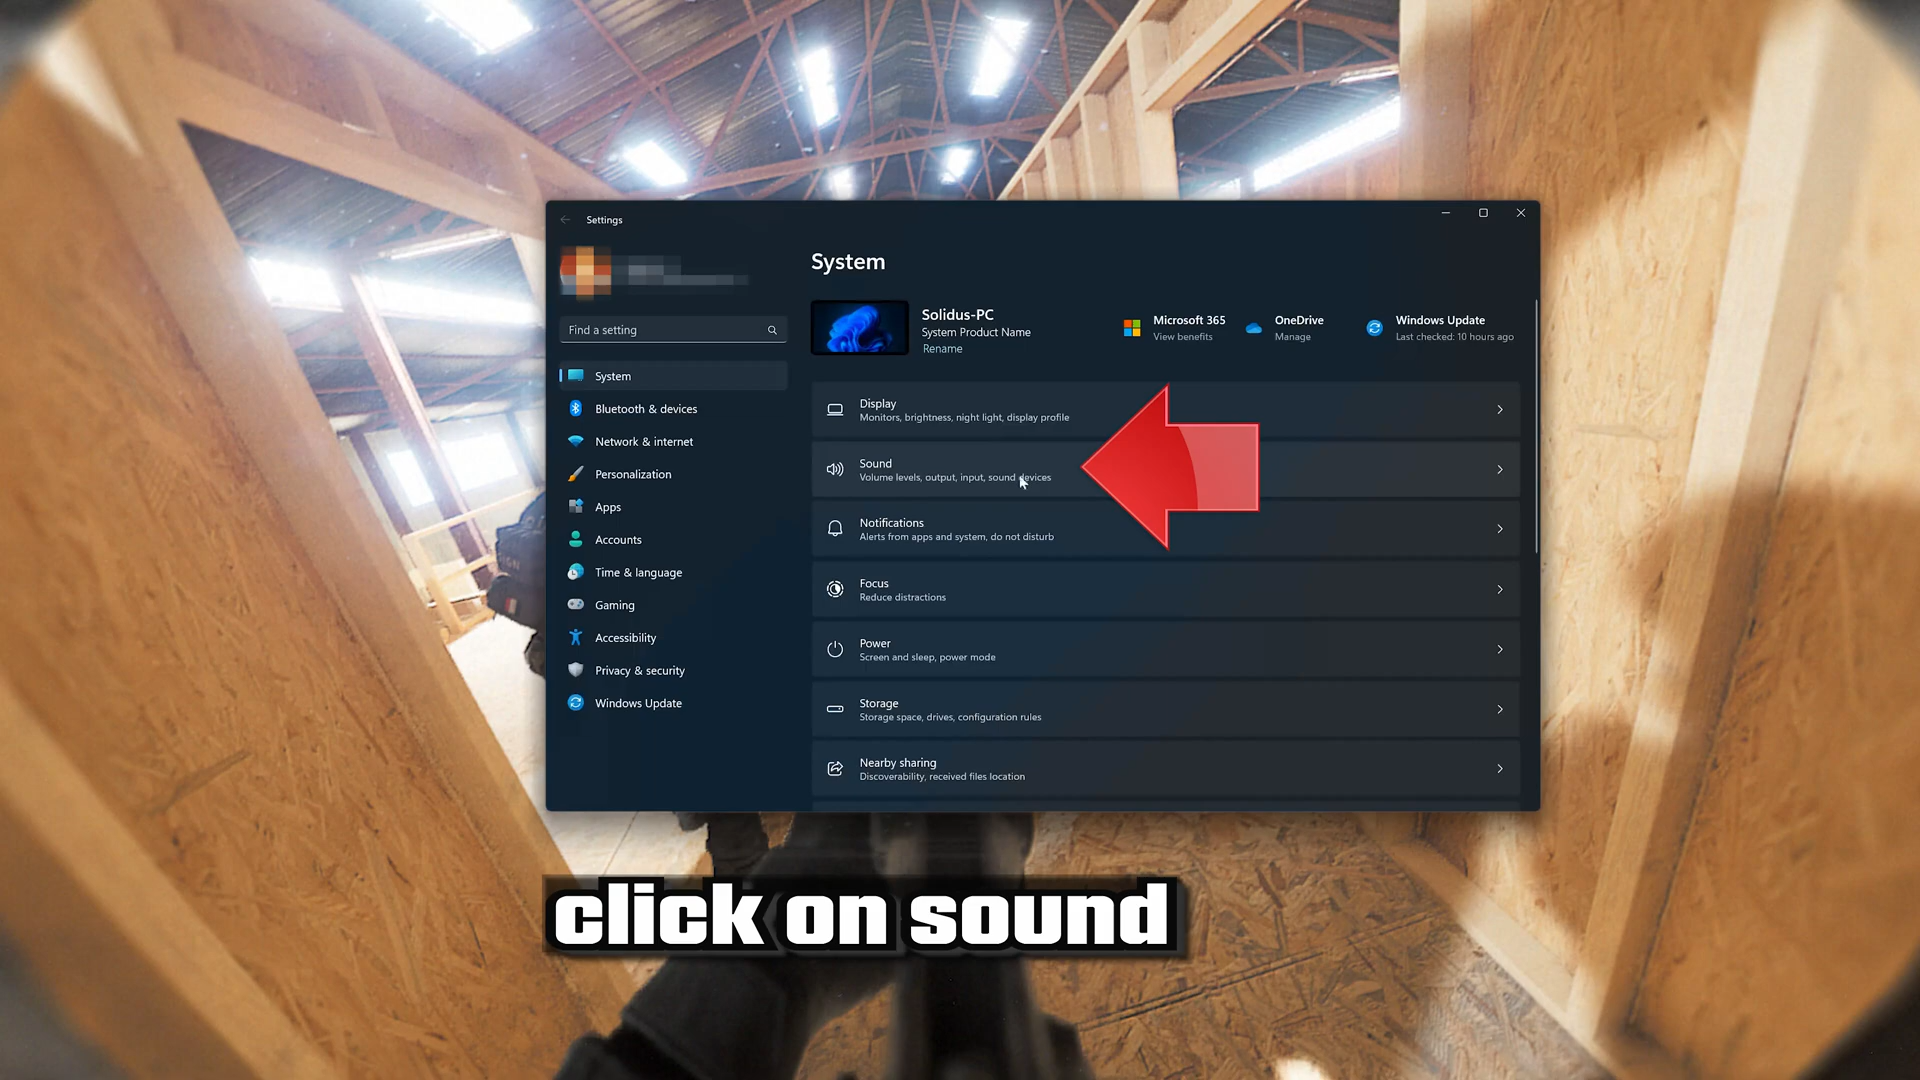 Settings
Find a setting
System
Bluetooth & devices
Network & internet
Personalization
Apps
Accounts
Time & language
Gaming
Accessibility
Privacy & security
Windows Update
System
Solidus-PC
System Product Name
Rename
Microsoft 365
View benefits
OneDrive
Manage
Windows Update
Last checked: 10 hours ago
Display
Monitors, brightness, night light, display profile
Sound
Volume levels, output, input, sound devices
Notifications
Alerts from apps and system, do not disturb
Focus
Reduce distractions
Power
Screen and sleep, power mode
Storage
Storage space, drives, configuration rules
Nearby sharing
Discoverability, received files location
click on sound